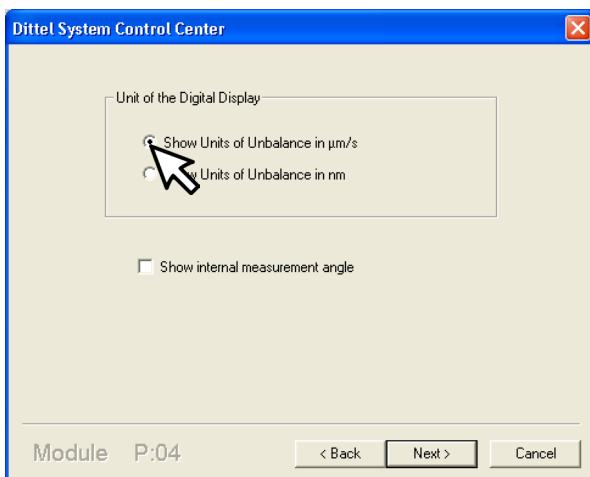 Dittel System Control Center
Unit of the Digital Display
Show Units of Unbalance in µm/s
Units of Unbalance in nm
Show internal measurement angle
Module P:04
< Back
Next >
Cancel